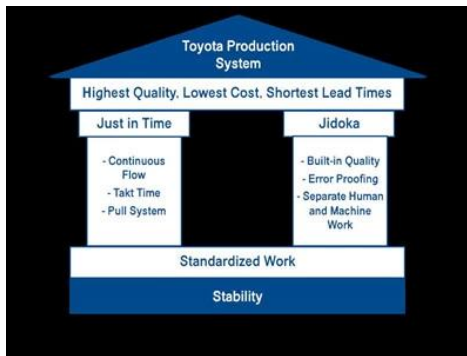 Toyota Production
System
Highest Quality, Lowest Cost, Shortest Lead Times
Just in Time
- Continuous
Flow
- Takt Time
- Pull System
Jidoka
- Built-in Quality
- Error Proofing
- Separate Human
and Machine
Work
Standardized Work
Stability